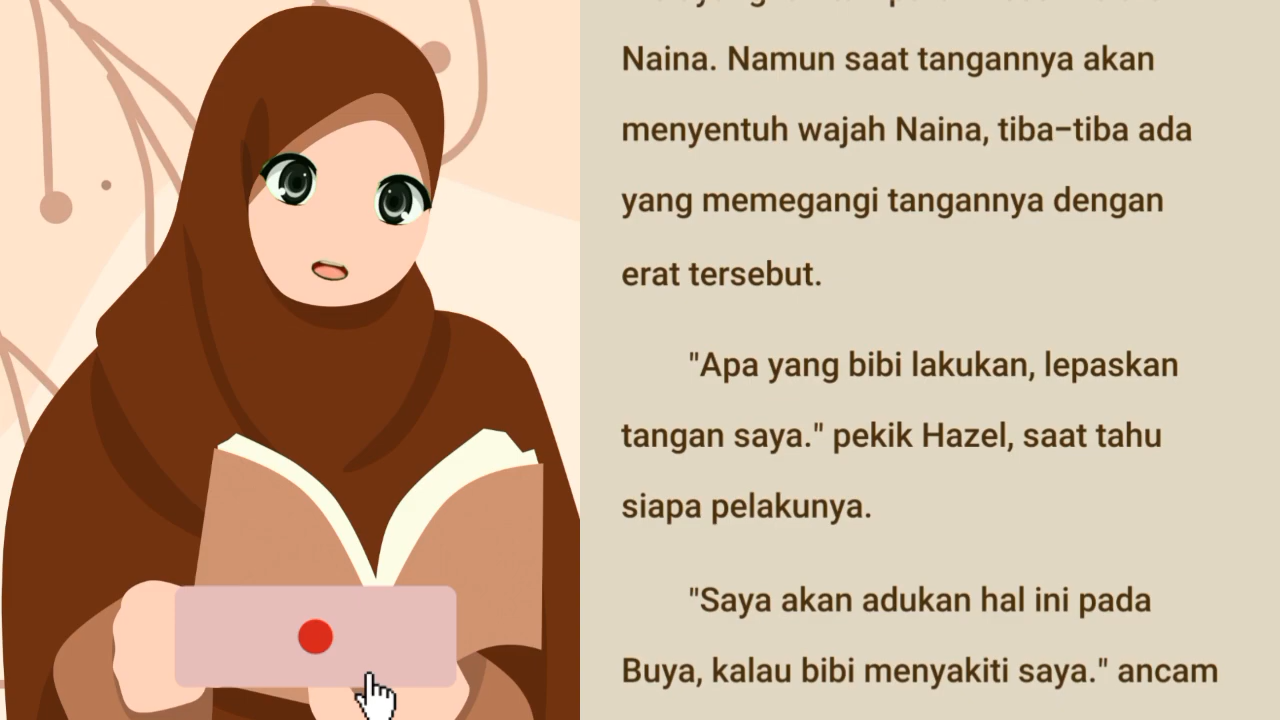 Naina. Namun saat tangannya akan
menyentuh wajah Naina, tiba-tiba ada
yang memegangi tangannya dengan
erat tersebut.
"Apa yang bibi lakukan, lepaskan
tangan saya." pekik Hazel, saat tahu
siapa pelakunya.
"Saya akan adukan hal ini pada
Buya, kalau bibi menyakiti saya." ancam